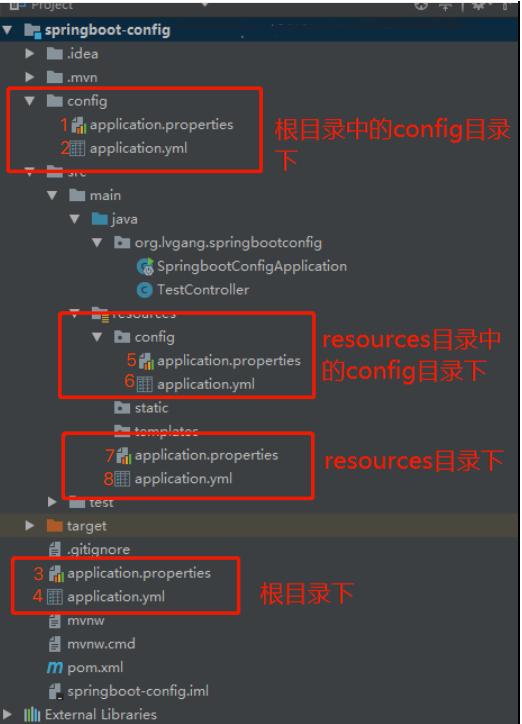 Project
springboot-config
.idea
.mvn
config
1 application.properties
2 application.yml
根目录中的config目录
下
src
main
java
org.lvgang.springbootconfig
SpringbootConfigApplication
TestController
resources
config
5 application.properties
6 application.yml
resources目录中
的config目录下
static
templates
7 application.properties
8 application.yml
resources目录下
test
target
.gitignore
3 application.properties
4 application.yml
根目录下
mvnw
mvnw.cmd
pom.xml
springboot-config.iml
External Libraries